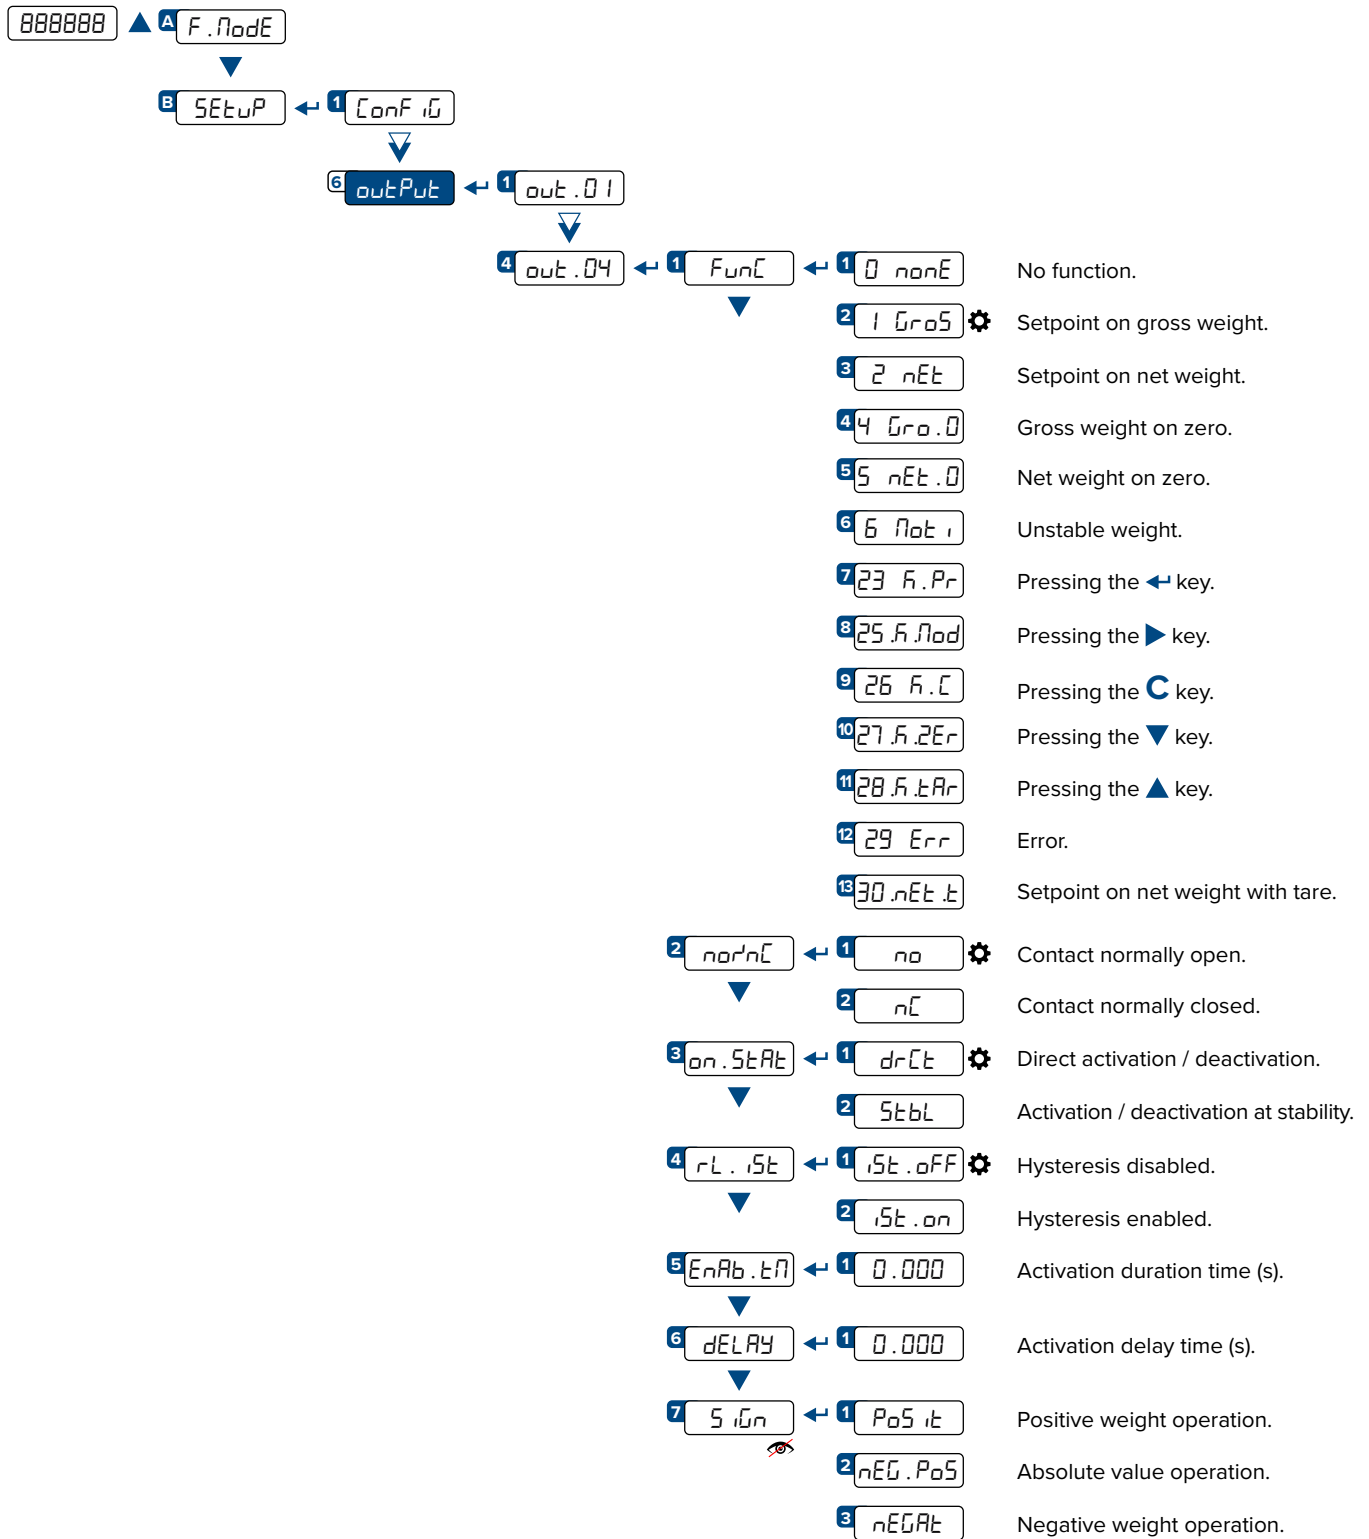 888888 A F.ModE
B SEtuP 1 ConFiG
6 outPut 1 out.01
4 out.04 1 FunC 1 0 nonE No function.
2 1 GroS Setpoint on gross weight.
3 2 nEt Setpoint on net weight.
4 4 Gro.0 Gross weight on zero.
5 5 nEt.0 Net weight on zero.
6 6 Moti Unstable weight.
7 23 K.Pr Pressing the key.
8 25.K.Mod Pressing the key.
9 26 K.C Pressing the C key.
10 27.K.ZEr Pressing the key.
11 28.K.tAr Pressing the key.
12 29 Err Error.
13 30.nEt.t Setpoint on net weight with tare.
2 no/nC 1 no Contact normally open.
2 nC Contact normally closed.
3 on.StAt 1 drCt Direct activation / deactivation.
2 StbL Activation / deactivation at stability.
4 rL.iSt 1 iSt.oFF Hysteresis disabled.
2 iSt.on Hysteresis enabled.
5 EnAb.tM 1 0.000 Activation duration time (s).
6 dELAY 1 0.000 Activation delay time (s).
7 SiGn 1 PoSit Positive weight operation.
2 nEG.PoS Absolute value operation.
3 nEGAt Negative weight operation.